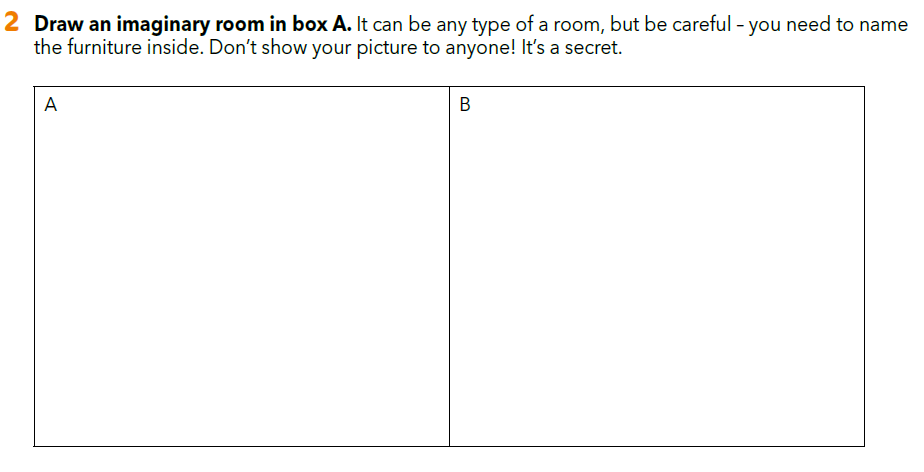 2 Draw an imaginary room in box A. It can be any type of a room, but be careful – you need to name
the furniture inside. Don’t show your picture to anyone! It’s a secret.
A
B